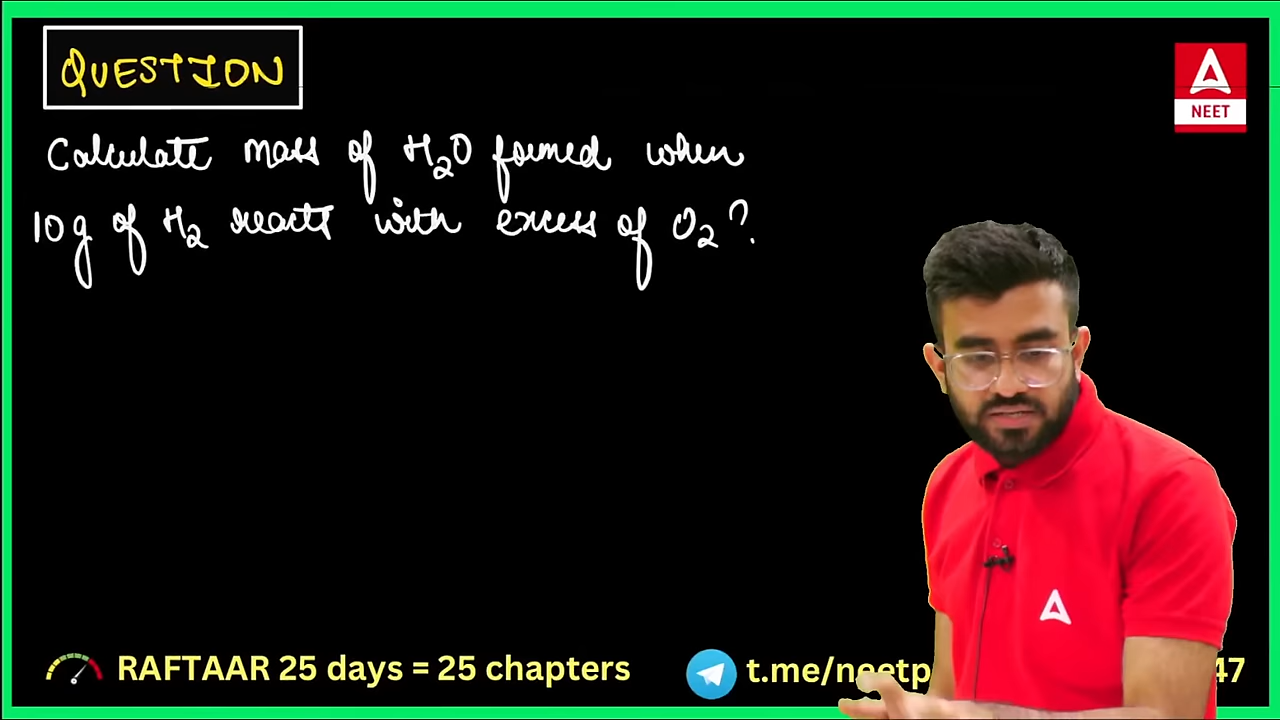 QUESTION
NEET
Calculate mass of H₂O formed when
10g of H₂ reacts with excess of O₂?
RAFTAAR 25 days = 25 chapters
t.me/neetp 47